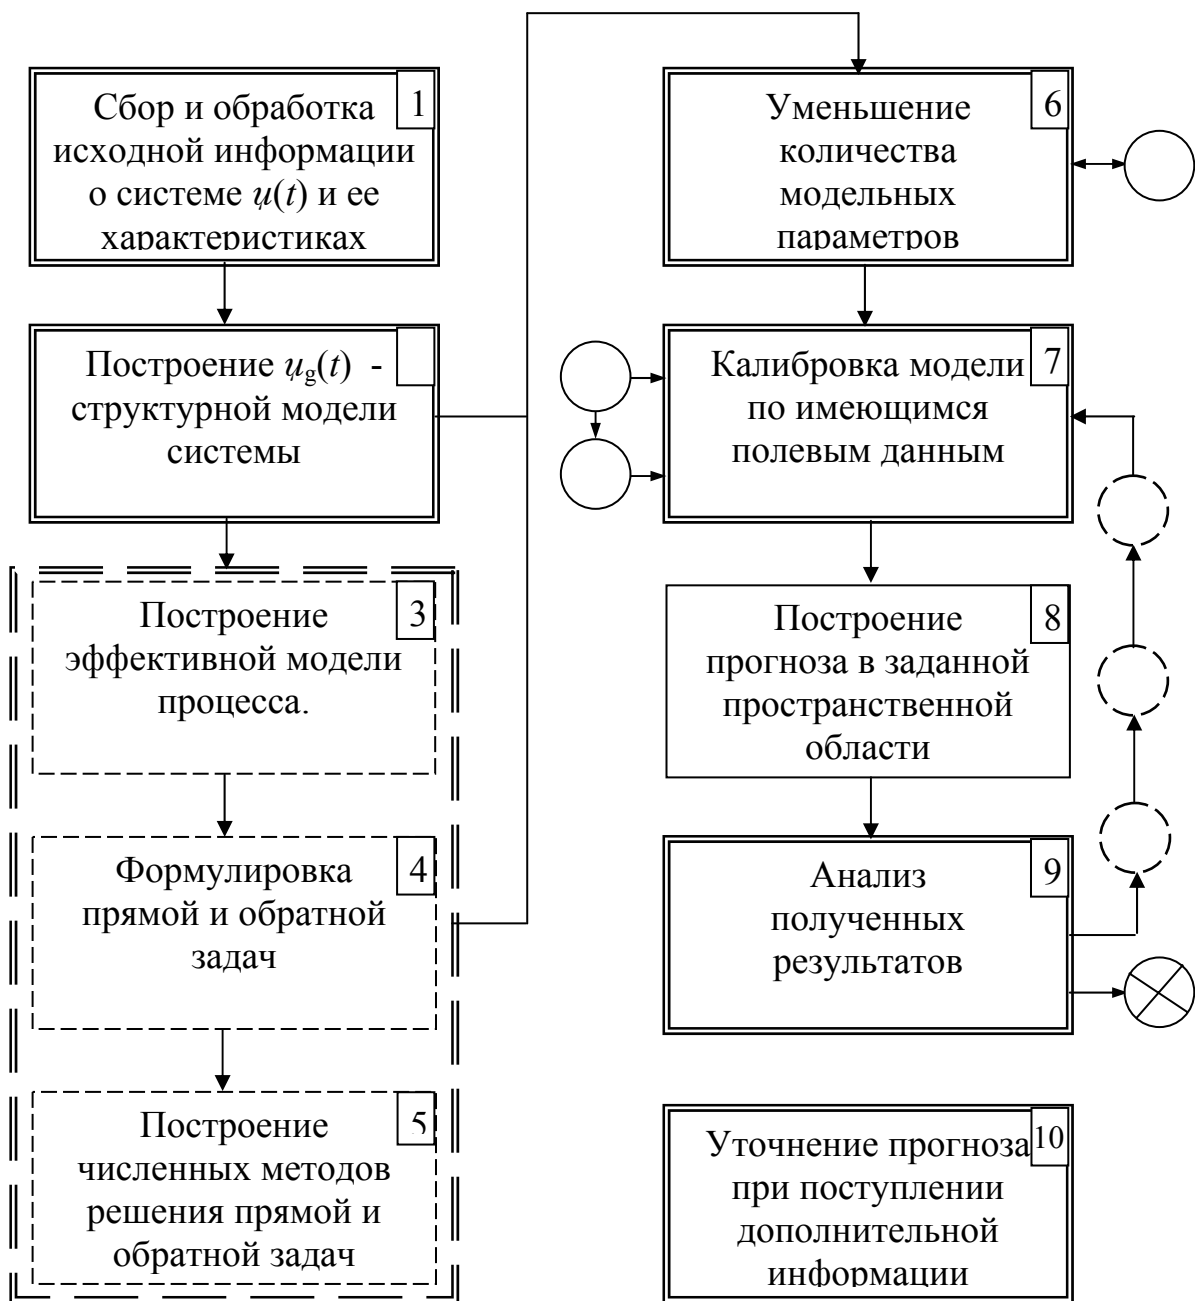 1
Сбор и обработка
исходной информации
о системе ψ(t) и ее
характеристиках
Построение ψg(t) -
структурной модели
системы
3
Построение
эффективной модели
процесса.
4
Формулировка
прямой и обратной
задач
5
Построение
численных методов
решения прямой и
обратной задач
6
Уменьшение
количества
модельных
параметров
7
Калибровка модели
по имеющимся
полевым данным
8
Построение
прогноза в заданной
пространственной
области
9
Анализ
полученных
результатов
10
Уточнение прогноза
при поступлении
дополнительной
информации